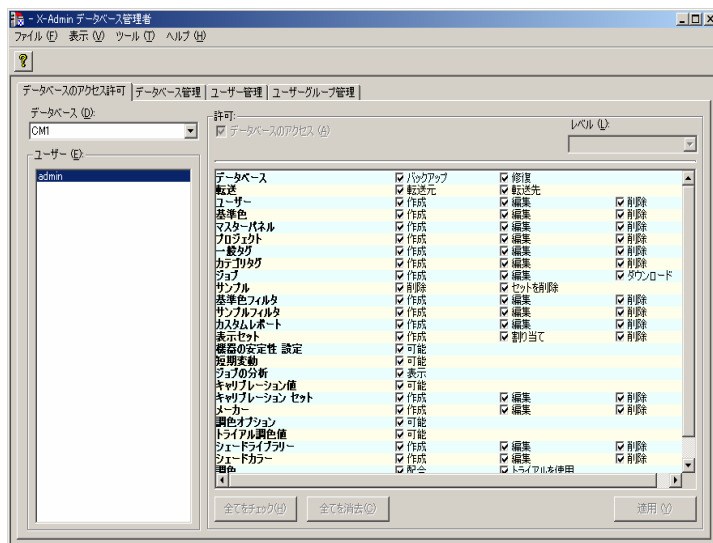 - X-Admin データベース管理者
ファイル (F) 表示 (V) ツール (T) ヘルプ (H)
データベースのアクセス許可 データベース管理 ユーザー管理 ユーザーグループ管理
データベース (D):
CM1
ユーザー (E):
admin
許可:
データベースのアクセス (A)
レベル (L):
データベース バックアップ 修復
転送 転送元 転送先
ユーザー 作成 編集 削除
基準色 作成 編集 削除
マスターパネル 作成 編集 削除
プロジェクト 作成 編集 削除
一般タグ 作成 編集 削除
カテゴリタグ 作成 編集 削除
ジョブ 作成 編集 ダウンロード
サンプル 削除 セットを削除
基準色フィルタ 作成 編集 削除
サンプルフィルタ 作成 編集 削除
カスタムレポート 作成 編集 削除
表示セット 作成 割り当て 削除
機器の安定性 設定 可能
短期変動 可能
ジョブの分析 表示
キャリブレーション値 可能
キャリブレーション セット 作成 編集 削除
メーカー 作成 編集 削除
調色オプション 可能
トライアル調色値 可能
シェードライブラリー 作成 編集 削除
シェードカラー 作成 編集 削除
調色 配合 トライアルを使用
全てをチェック(H) 全てを消去(C) 適用 (Y)